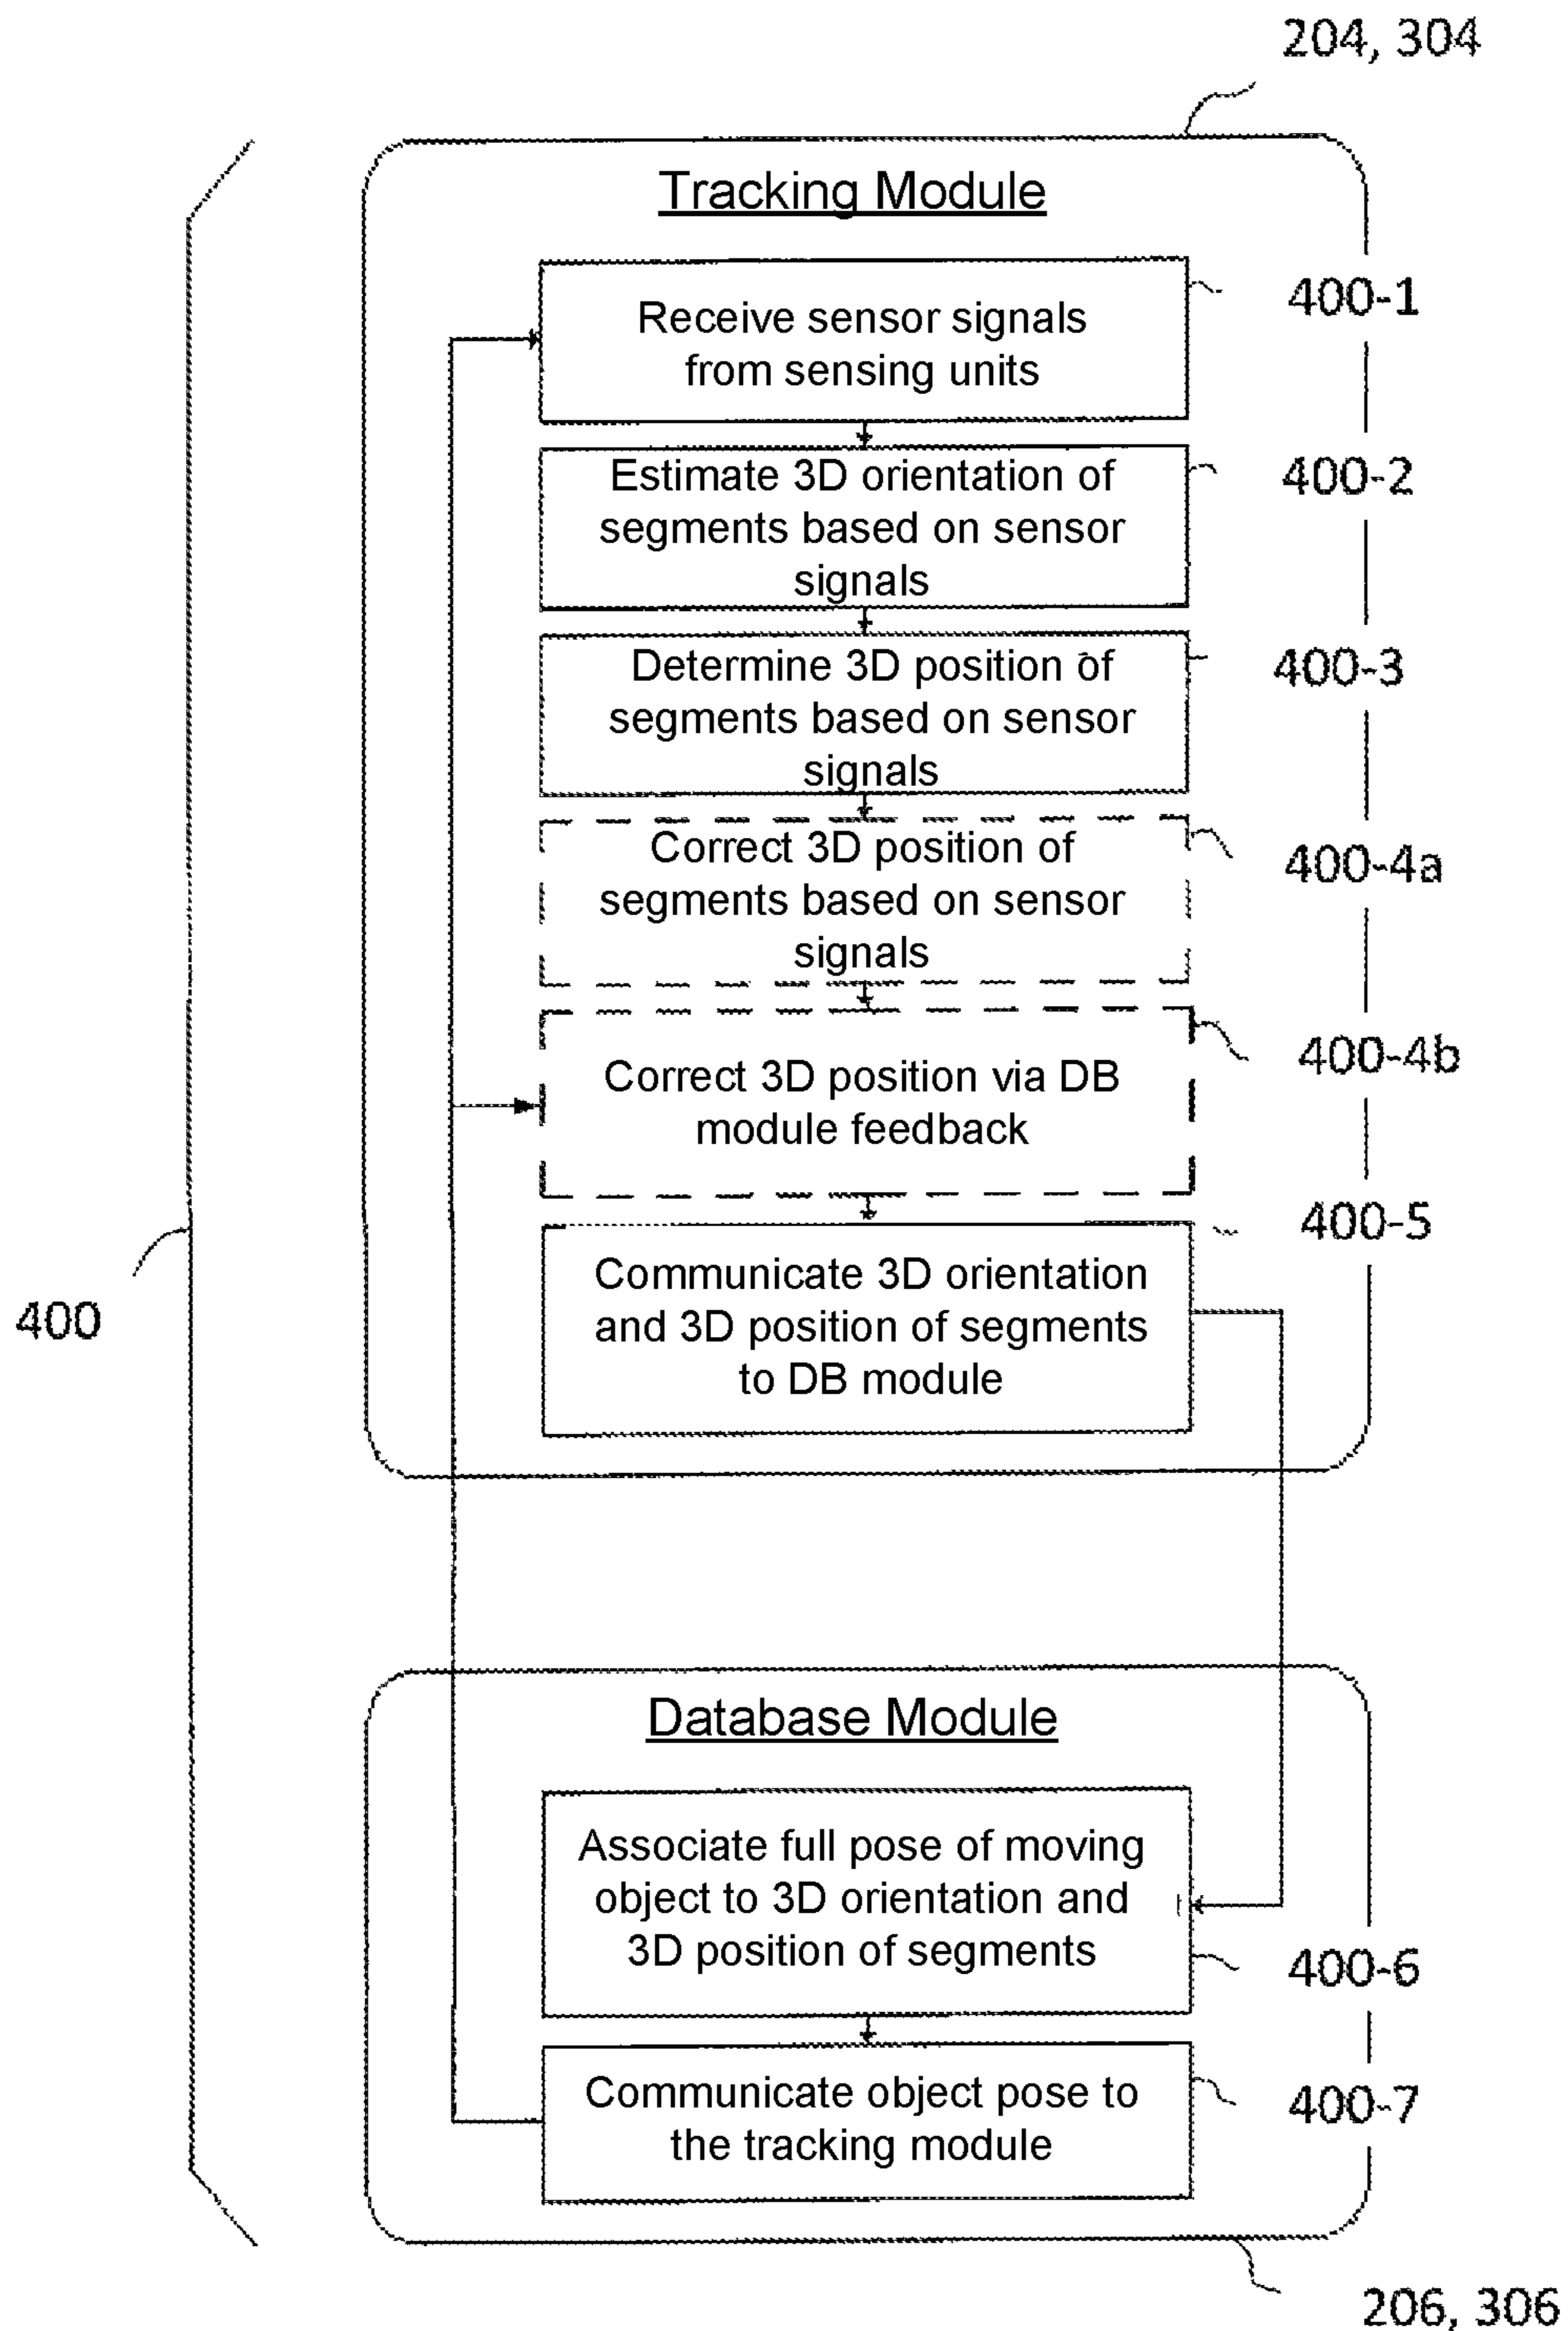 204, 304
Tracking Module
Receive sensor signals
from sensing units
400-1
Estimate 3D orientation of
segments based on sensor
signals
400-2
Determine 3D position of
segments based on sensor
signals
400-3
Correct 3D position of
segments based on sensor
signals
400-4a
Correct 3D position via DB
module feedback
400-4b
Communicate 3D orientation
and 3D position of segments
to DB module
400-5
400
Database Module
Associate full pose of moving
object to 3D orientation and
3D position of segments
400-6
Communicate object pose to
the tracking module
400-7
206, 306